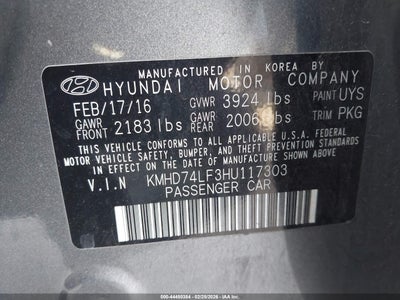 MANUFACTURED IN KOREA BY
HYUNDAI MOTOR COMPANY
FEB/17/16 GVWR 3924 Lbs PAINT UYS
GAWR FRONT 2183 lbs GAWR REAR 2006 Lbs TRIM PKG
THIS VEHICLE CONFORMS TO ALL APPLICABLE U.S.A. FEDERAL
MOTOR VEHICLE SAFETY, BUMPER, AND THEFT PREVENTION STANDARDS
IN EFFECT ON THE DATE OF MANUFACTURE SHOWN ABOVE.
V.I.N KMHD74LF3HU117303
PASSENGER CAR